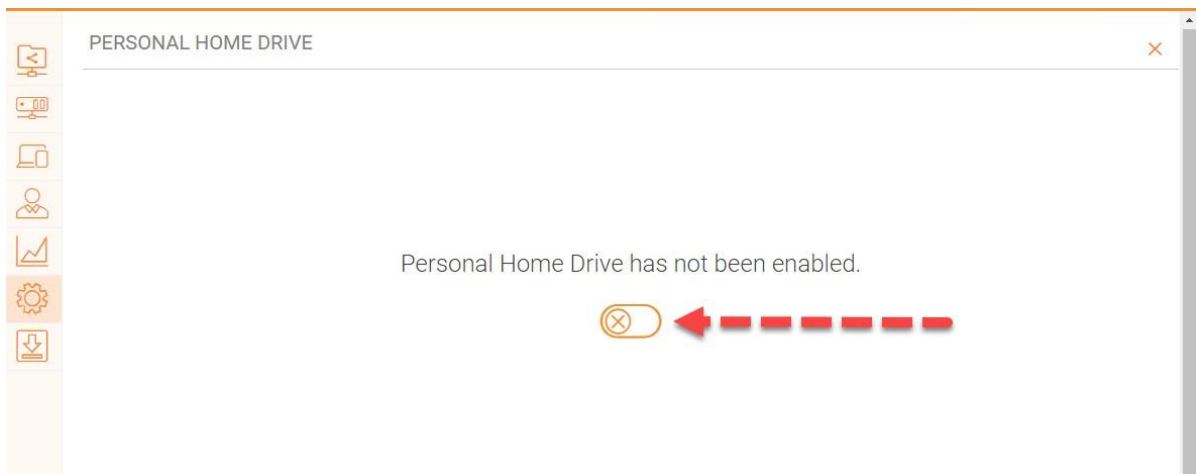 PERSONAL HOME DRIVE
Personal Home Drive has not been enabled.